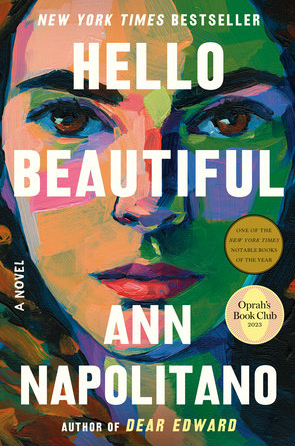 NEW YORK TIMES BESTSELLER
HELLO
BEAUTIFUL
ONE OF THE
NEW YORK TIMES
NOTABLE BOOKS
OF THE YEAR
A NOVEL
Oprah's
Book Club
2023
ANN
NAPOLITANO
AUTHOR OF DEAR EDWARD